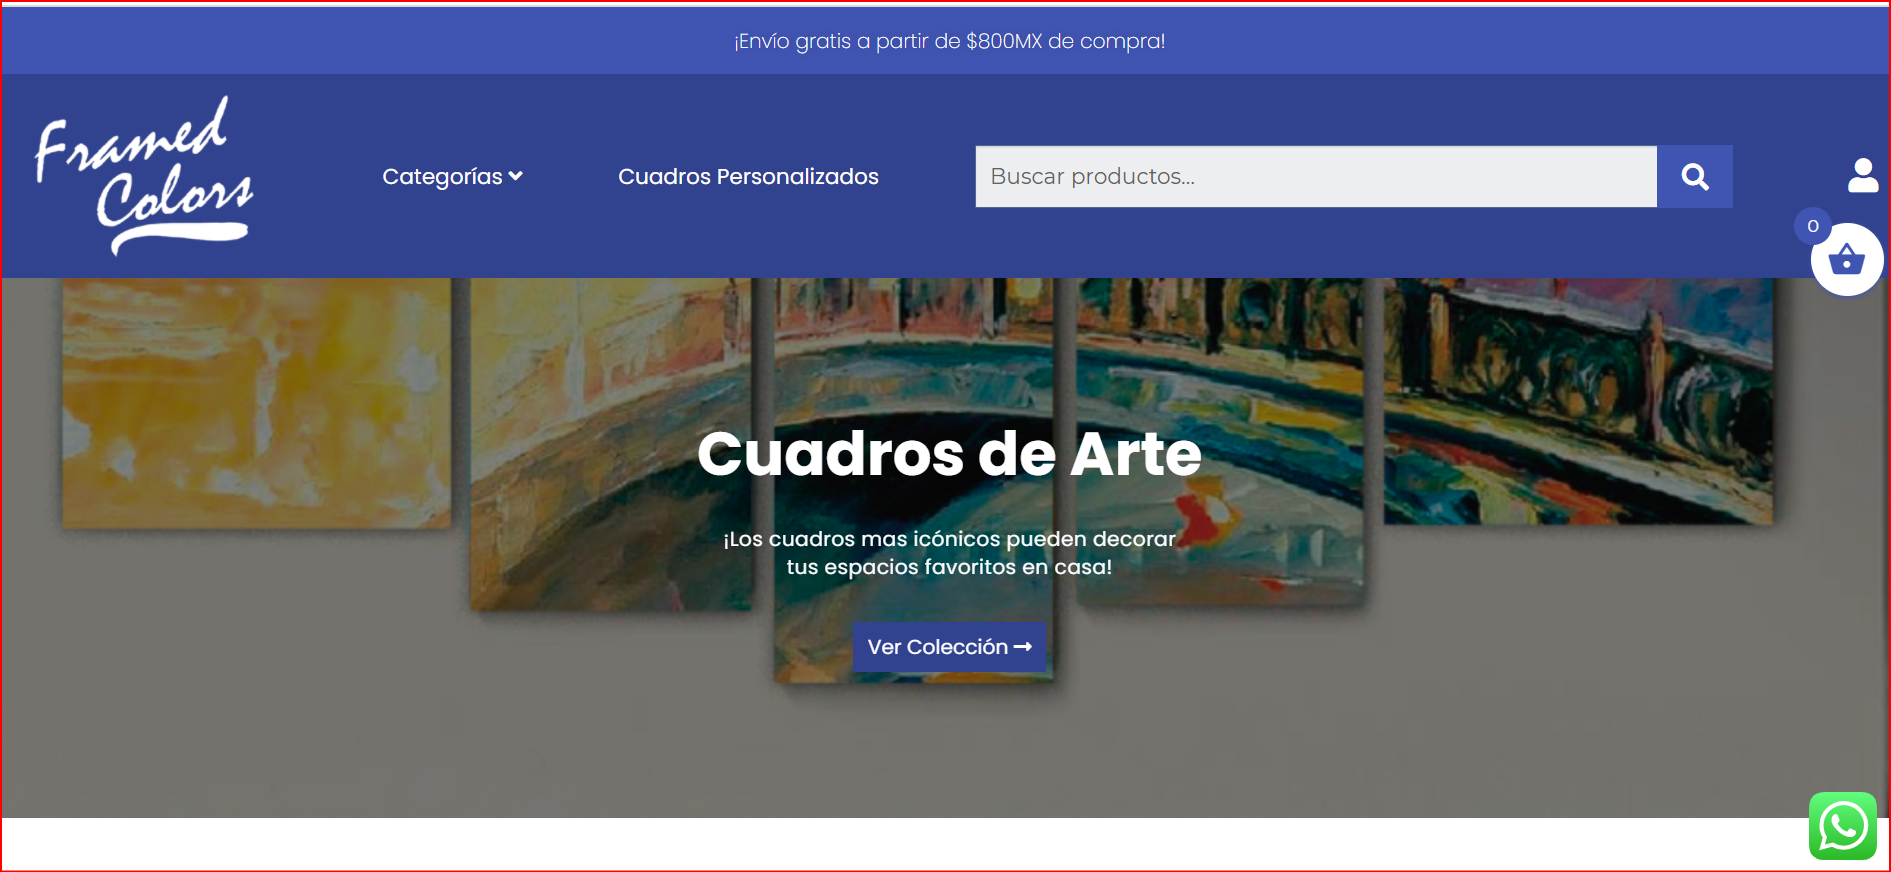 ¡Envío gratis a partir de $800MX de compra!
Framed
Colors
Categorías
Cuadros Personalizados
Buscar productos...
0
Cuadros de Arte
¡Los cuadros mas icónicos pueden decorar
tus espacios favoritos en casa!
Ver Colección